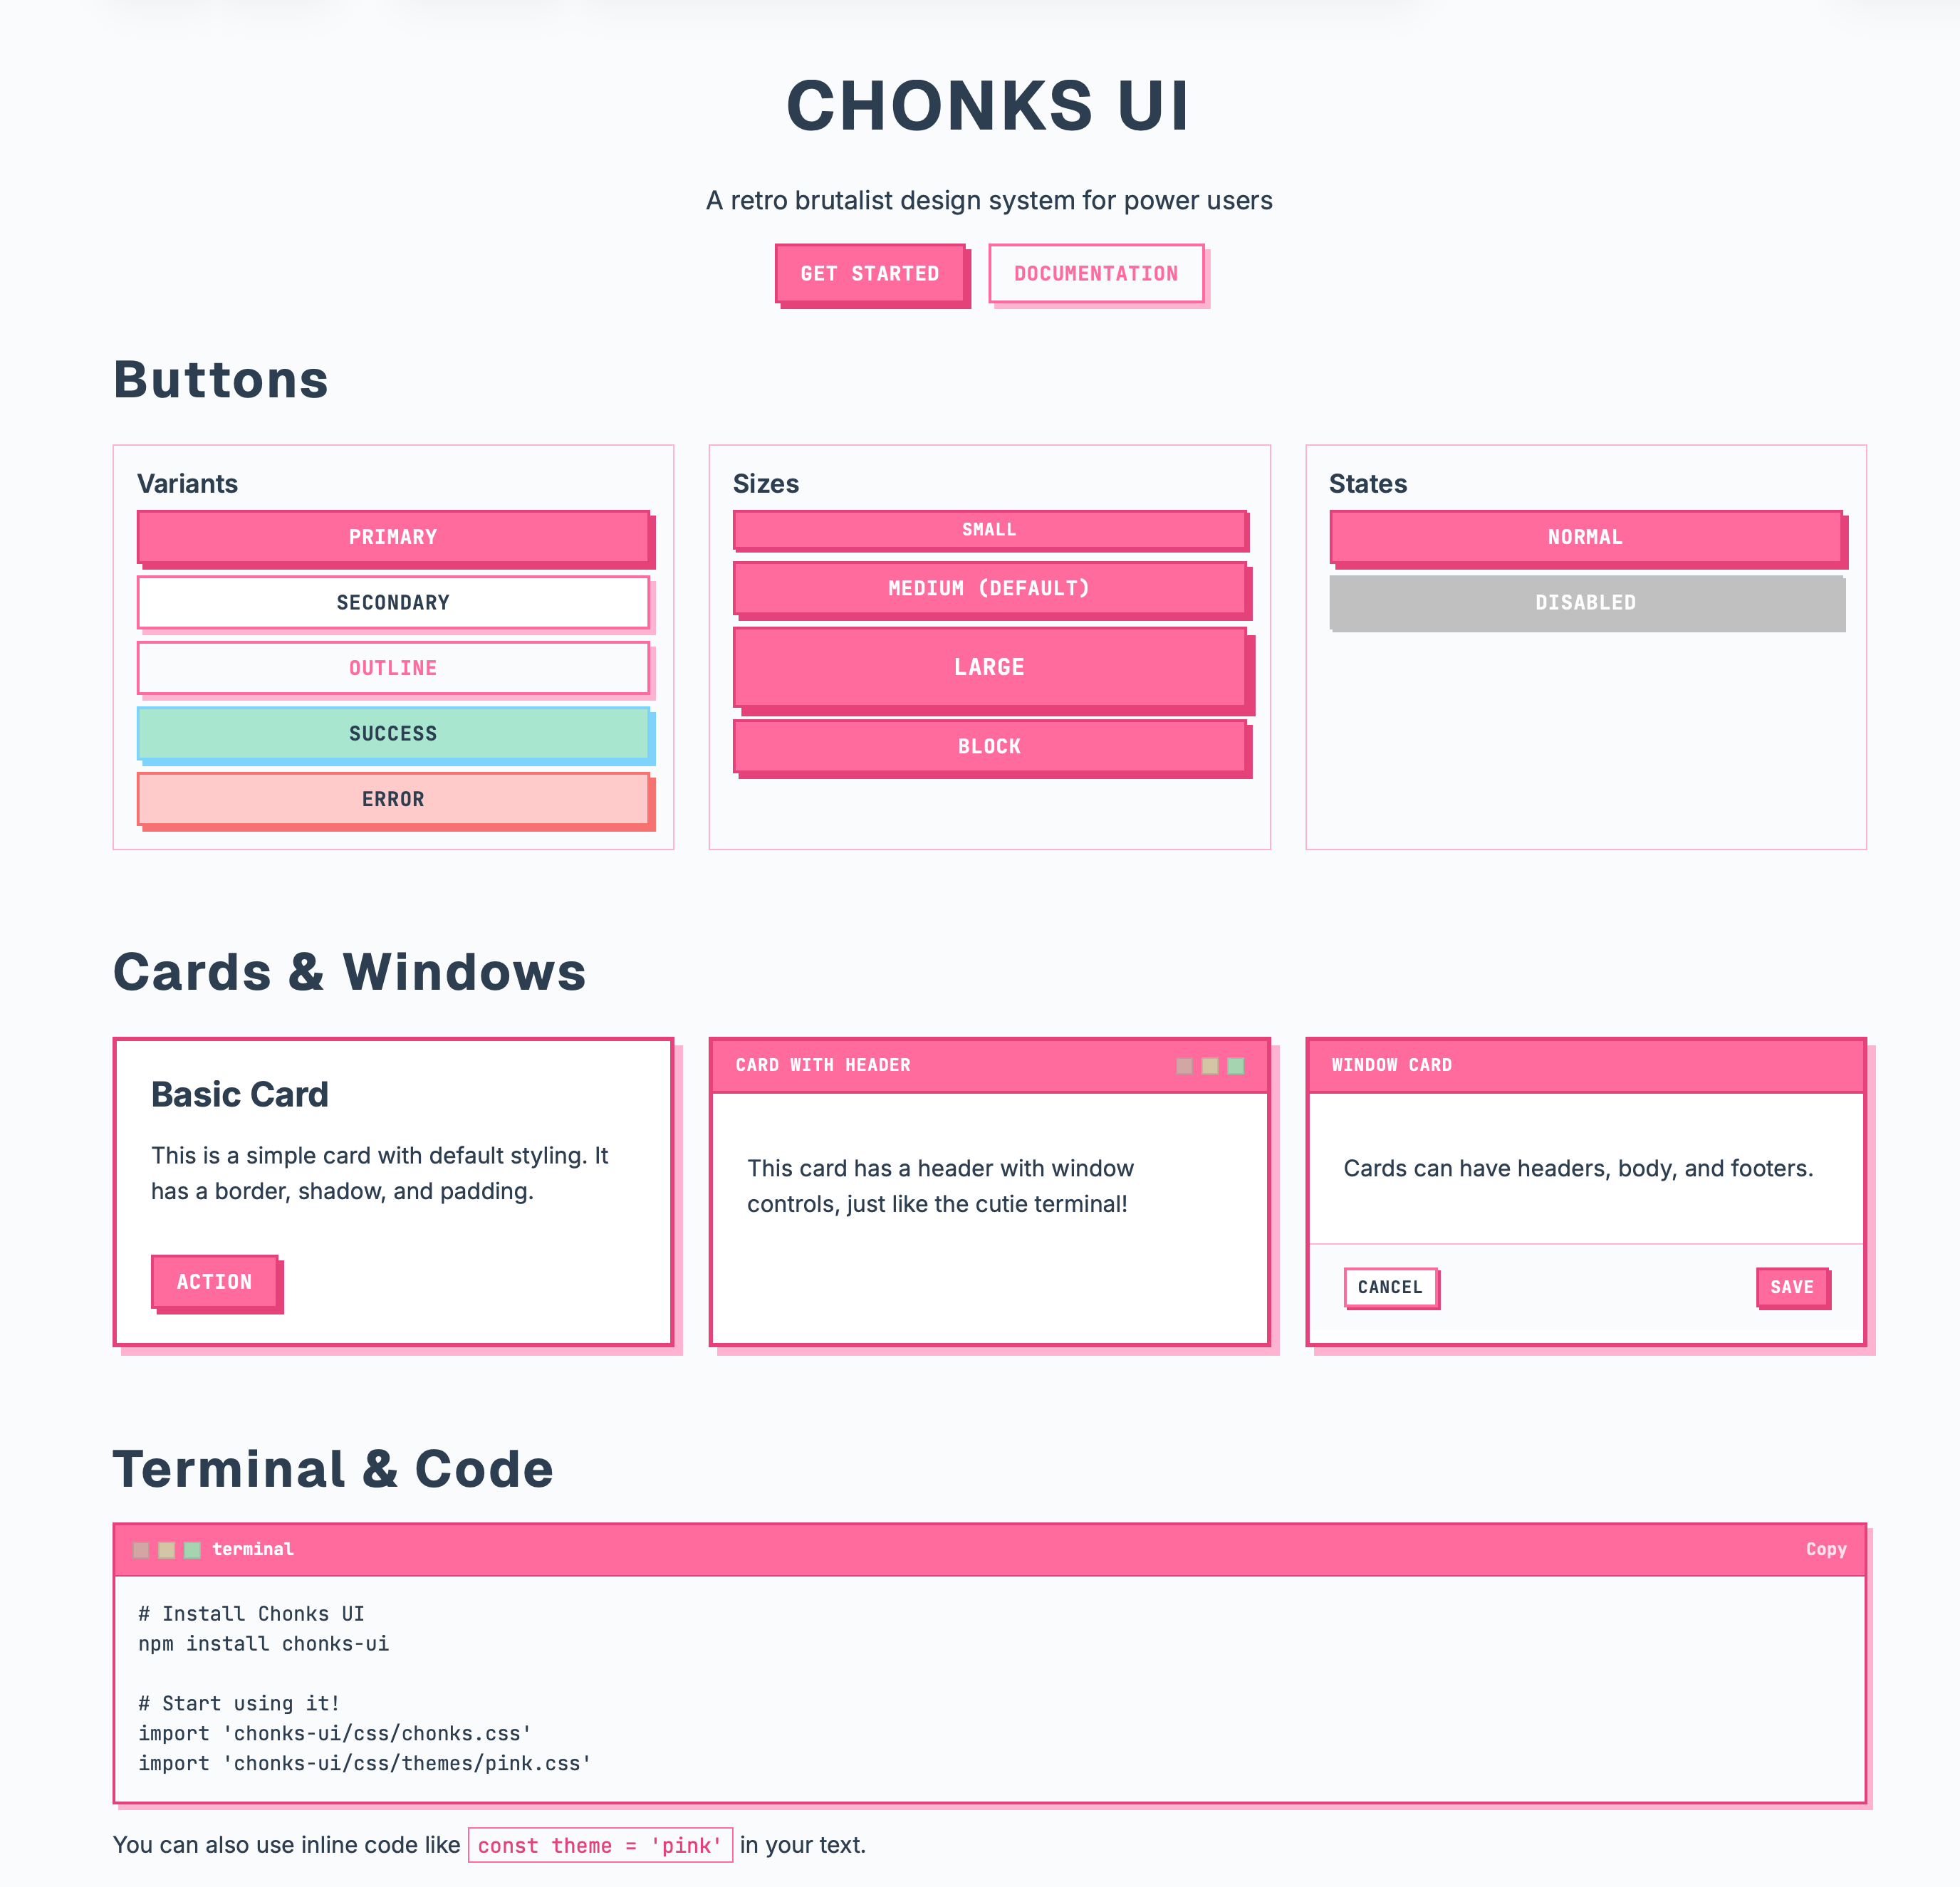 CHONKS UI
A retro brutalist design system for power users
GET STARTED
DOCUMENTATION
Buttons
Variants
PRIMARY
SECONDARY
OUTLINE
SUCCESS
ERROR
Sizes
SMALL
MEDIUM (DEFAULT)
LARGE
BLOCK
States
NORMAL
DISABLED
Cards & Windows
Basic Card
This is a simple card with default styling. It
has a border, shadow, and padding.
ACTION
CARD WITH HEADER
This card has a header with window
controls, just like the cutie terminal!
WINDOW CARD
Cards can have headers, body, and footers.
CANCEL
SAVE
Terminal & Code
terminal
Copy
# Install Chonks UI
npm install chonks-ui
# Start using it!
import 'chonks-ui/css/chonks.css'
import 'chonks-ui/css/themes/pink.css'
You can also use inline code like const theme = 'pink' in your text.